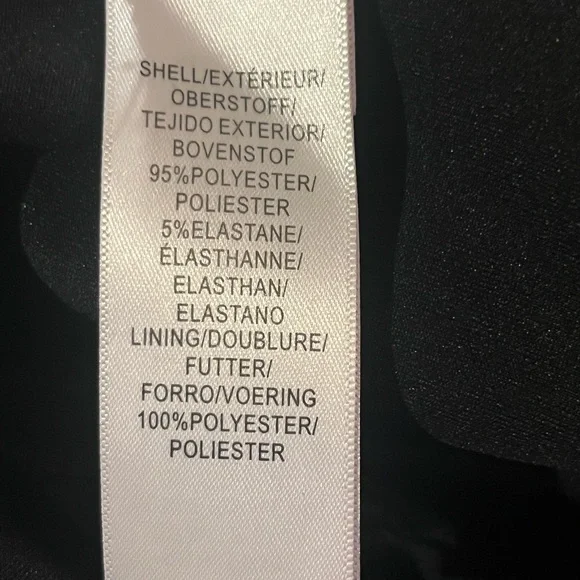 SHELL/EXTÉRIEUR/
OBERSTOFF/
TEJIDO EXTERIOR/
BOVENSTOF
95%POLYESTER/
POLIESTER
5%ELASTANE/
ÉLASTHANNE/
ELASTHAN/
ELASTANO
LINING/DOUBLURE/
FUTTER/
FORRO/VOERING
100%POLYESTER/
POLIESTER